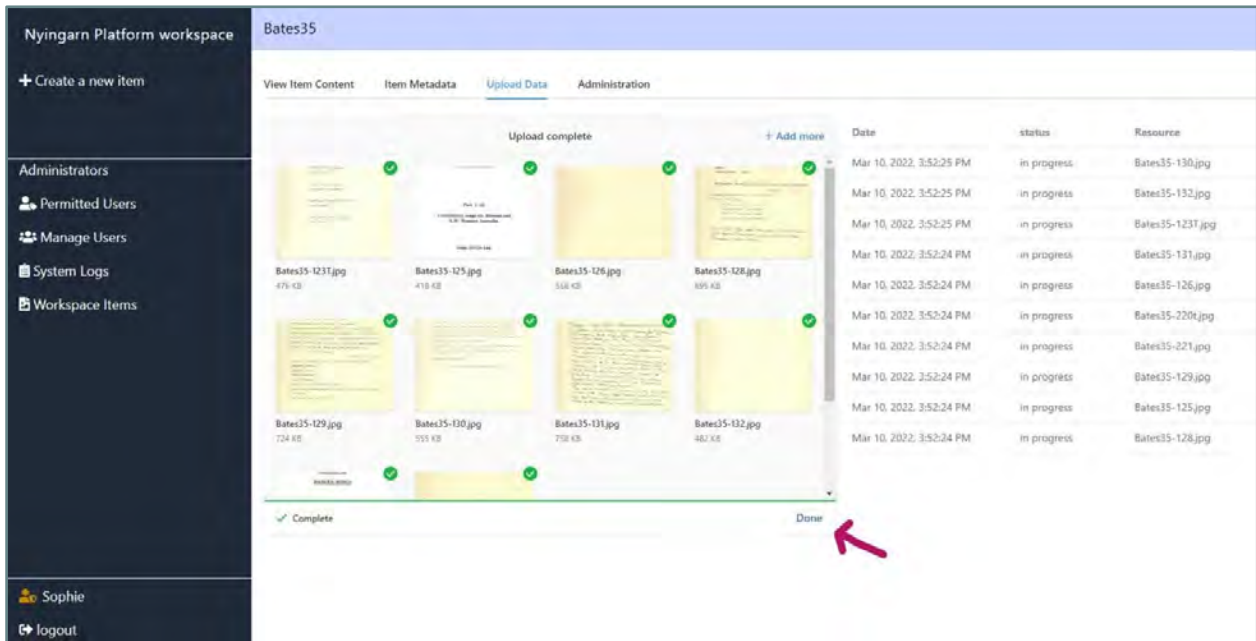 Nyingarn Platform workspace
Create a new item
Administrators
Permitted Users
Manage Users
System Logs
Workspace Items
Sophie
logout
Bates35
View Item Content Item Metadata Upload Data Administration
Upload complete + Add more
Bates35-123T.jpg Bates35-125.jpg Bates35-126.jpg Bates35-128.jpg
476 KB 418 KB 568 KB 695 KB
Bates35-129.jpg Bates35-130.jpg Bates35-131.jpg Bates35-132.jpg
724 KB 555 KB 758 KB 482 KB
Complete Done
Date status Resource
Mar 10, 2022, 3:52:25 PM in progress Bates35-130.jpg
Mar 10, 2022, 3:52:25 PM in progress Bates35-132.jpg
Mar 10, 2022, 3:52:25 PM in progress Bates35-123T.jpg
Mar 10, 2022, 3:52:24 PM in progress Bates35-131.jpg
Mar 10, 2022, 3:52:24 PM in progress Bates35-126.jpg
Mar 10, 2022, 3:52:24 PM in progress Bates35-220t.jpg
Mar 10, 2022, 3:52:24 PM in progress Bates35-221.jpg
Mar 10, 2022, 3:52:24 PM in progress Bates35-129.jpg
Mar 10, 2022, 3:52:24 PM in progress Bates35-125.jpg
Mar 10, 2022, 3:52:24 PM in progress Bates35-128.jpg